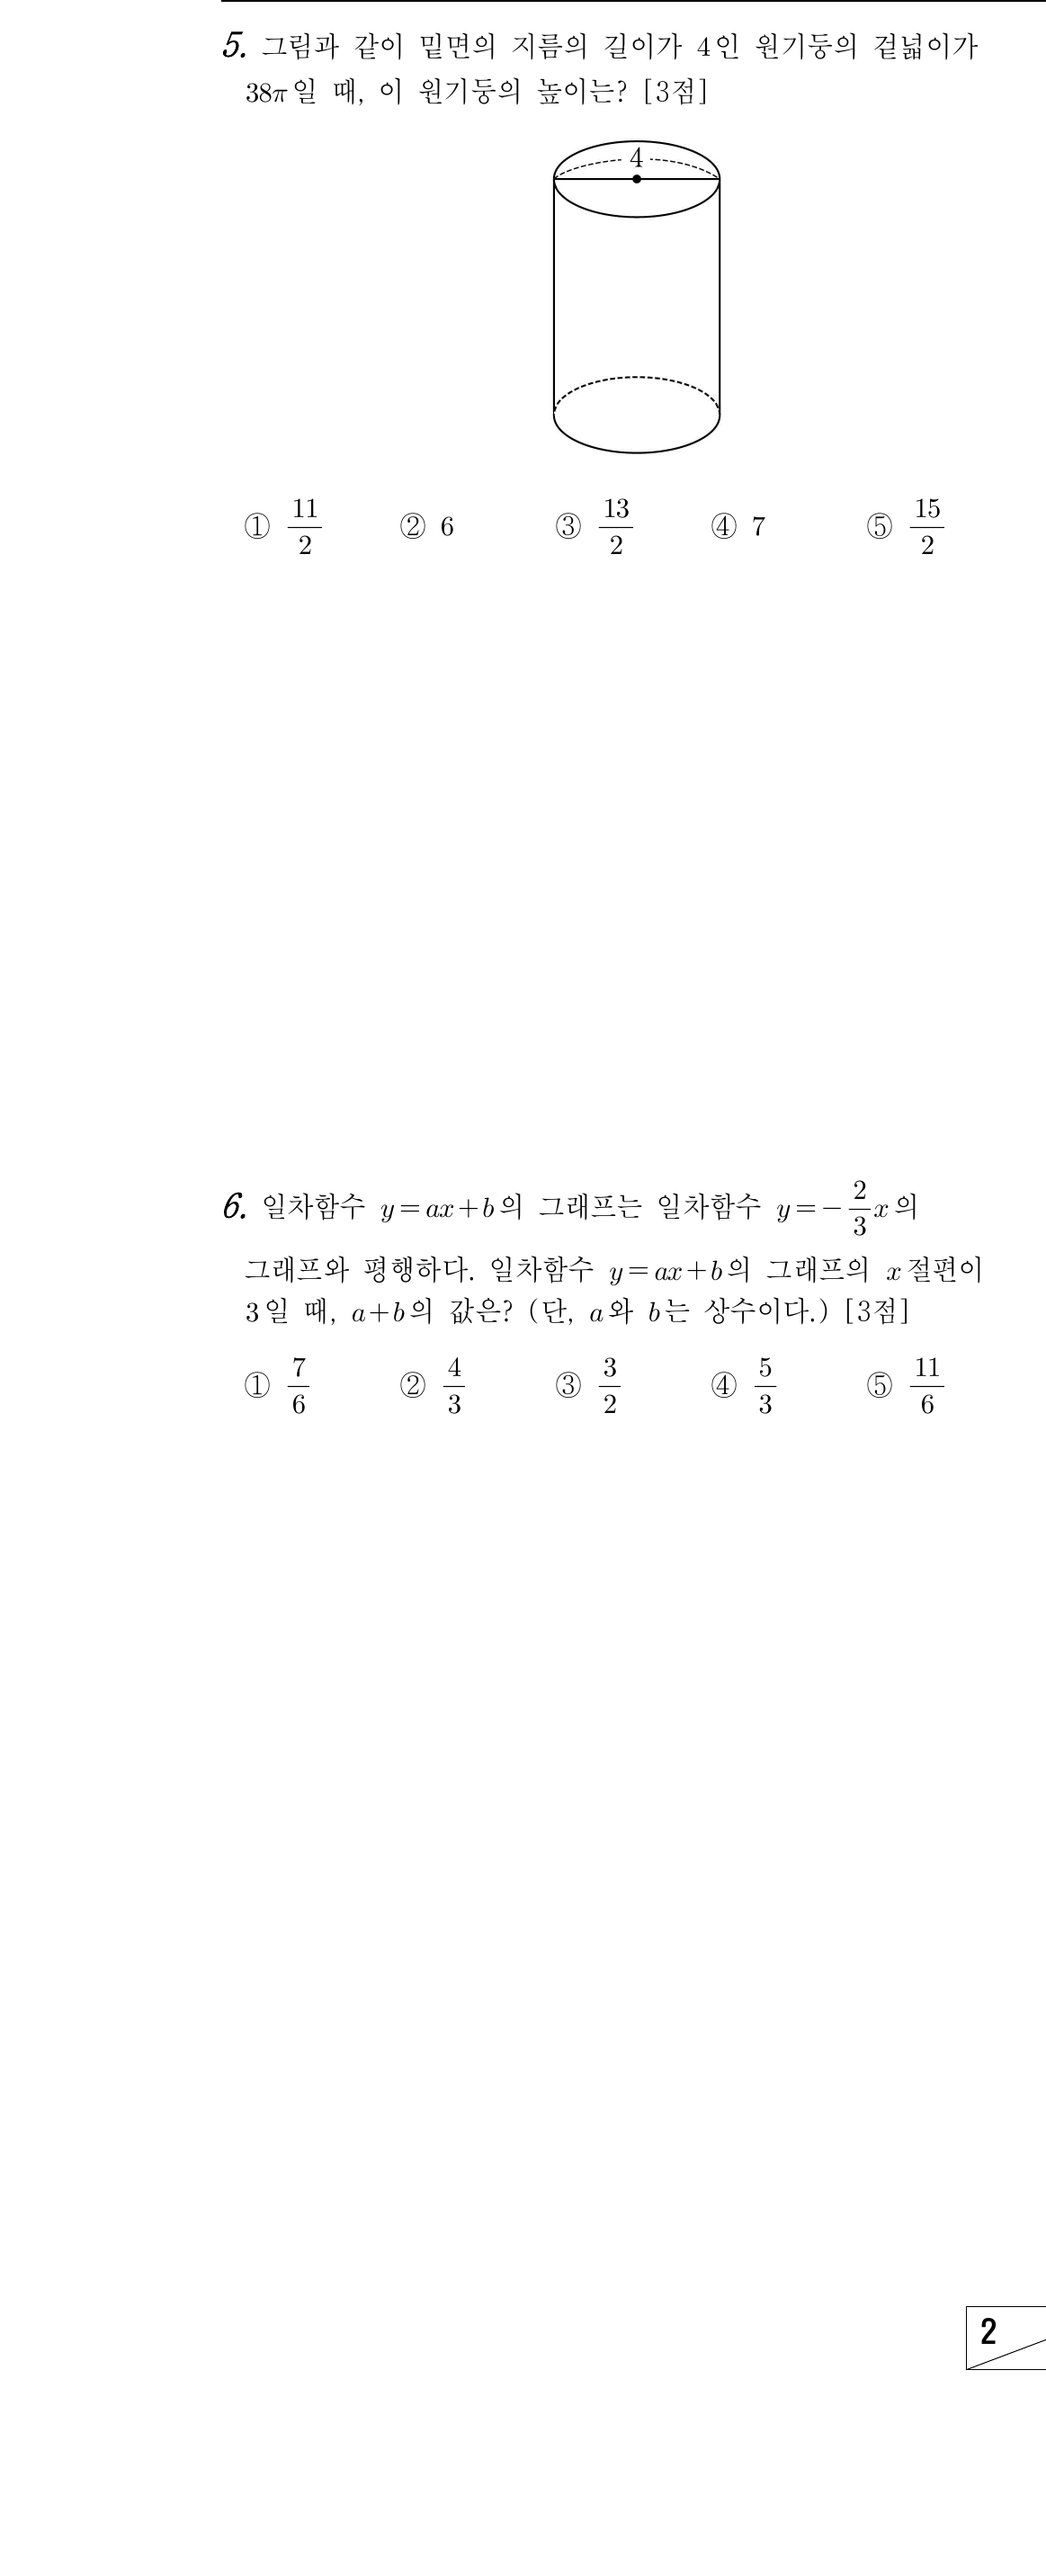 5. 그림과 같이 밑면의 지름의 길이가 4인 원기둥의 겉넓이가
38π일 때, 이 원기둥의 높이는? [3점]
4
① 11/2 ② 6 ③ 13/2 ④ 7 ⑤ 15/2
6. 일차함수 y=ax+b의 그래프는 일차함수 y=-2/3x의
그래프와 평행하다. 일차함수 y=ax+b의 그래프의 x절편이
3일 때, a+b의 값은? (단, a와 b는 상수이다.) [3점]
① 7/6 ② 4/3 ③ 3/2 ④ 5/3 ⑤ 11/6
2